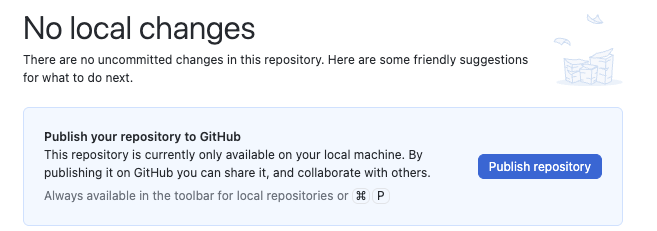 No local changes
There are no uncommitted changes in this repository. Here are some friendly suggestions
for what to do next.
Publish your repository to GitHub
This repository is currently only available on your local machine. By
publishing it on GitHub you can share it, and collaborate with others.
Always available in the toolbar for local repositories or ⌘ P
Publish repository